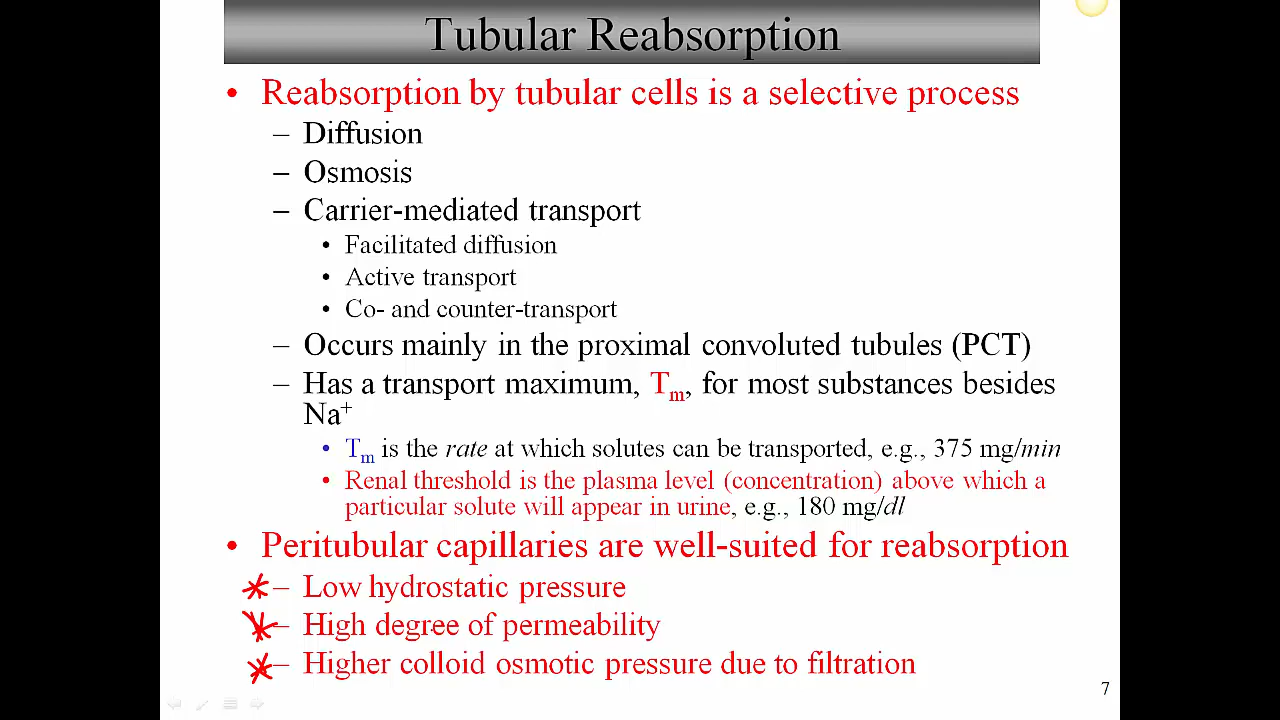 Tubular Reabsorption
• Reabsorption by tubular cells is a selective process
– Diffusion
– Osmosis
– Carrier-mediated transport
• Facilitated diffusion
• Active transport
• Co- and counter-transport
– Occurs mainly in the proximal convoluted tubules (PCT)
– Has a transport maximum, Tm, for most substances besides
Na+
• Tm is the rate at which solutes can be transported, e.g., 375 mg/min
• Renal threshold is the plasma level (concentration) above which a
particular solute will appear in urine, e.g., 180 mg/dl
• Peritubular capillaries are well-suited for reabsorption
* – Low hydrostatic pressure
* – High degree of permeability
* – Higher colloid osmotic pressure due to filtration
7